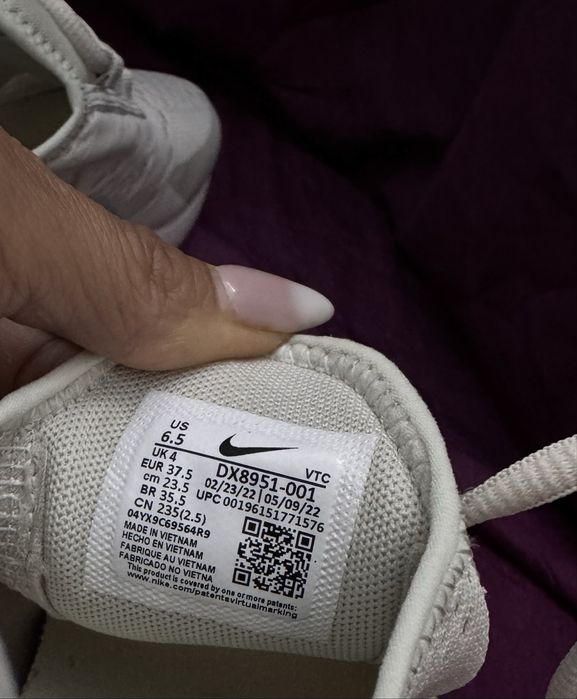 US
6.5
UK 4
EUR 37.5
cm 23.5
BR 35.5
CN 235(2.5)
04YX9C69564R9
VTC
DX8951-001
02/23/22 | 05/09/22
UPC 00196151771576
MADE IN VIETNAM
HECHO EN VIETNAM
FABRIQUE AU VIETNAM
FABRICADO NO VIETNA
This product is covered by one or more patents:
www.nike.com/patentsvirtualmarking